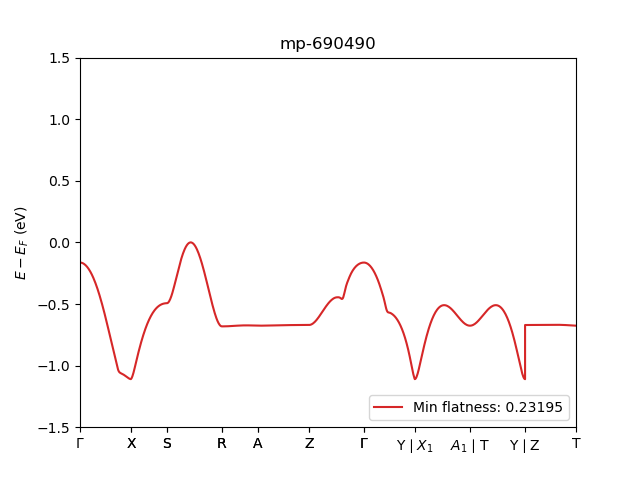 mp-690490
1.5
1.0
0.5
0.0
−0.5
−1.0
−1.5
E − E_F (eV)
Min flatness: 0.23195
Γ X S R A Z Γ Y | X₁ A₁ | T Y | Z T